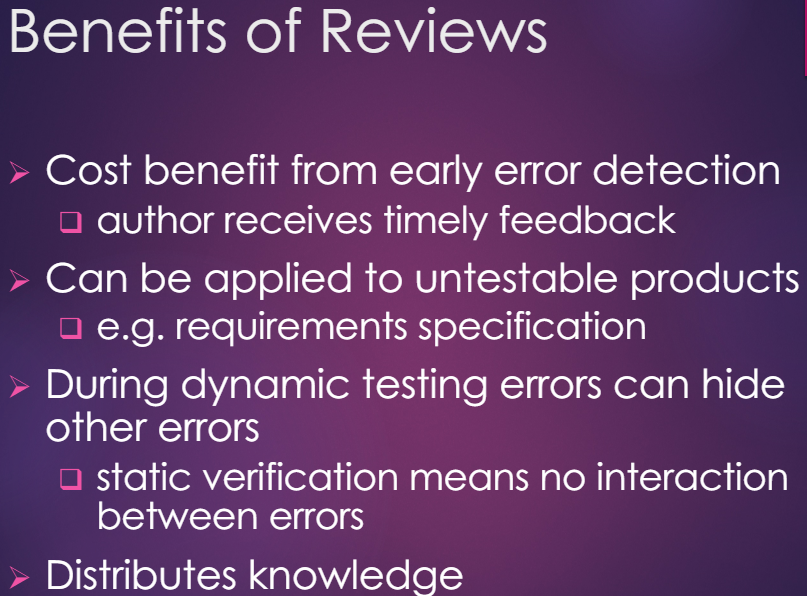 Benefits of Reviews
Cost benefit from early error detection
author receives timely feedback
Can be applied to untestable products
e.g. requirements specification
During dynamic testing errors can hide
other errors
static verification means no interaction
between errors
Distributes knowledge